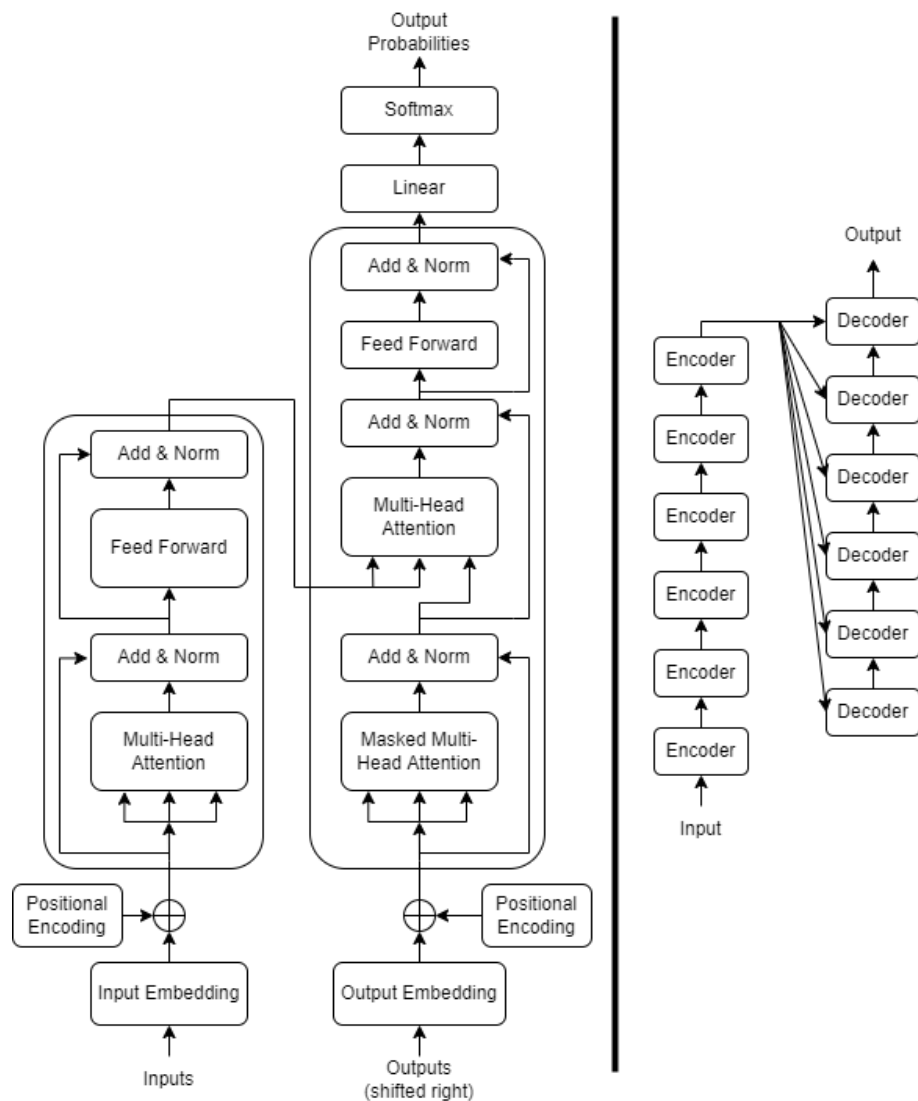 Output
Probabilities
Softmax
Linear
Add & Norm
Feed Forward
Add & Norm
Multi-Head
Attention
Add & Norm
Masked Multi-
Head Attention
Positional
Encoding
Output Embedding
Outputs
(shifted right)
Add & Norm
Feed Forward
Add & Norm
Multi-Head
Attention
Positional
Encoding
Input Embedding
Inputs
Encoder
Encoder
Encoder
Encoder
Encoder
Encoder
Input
Output
Decoder
Decoder
Decoder
Decoder
Decoder
Decoder